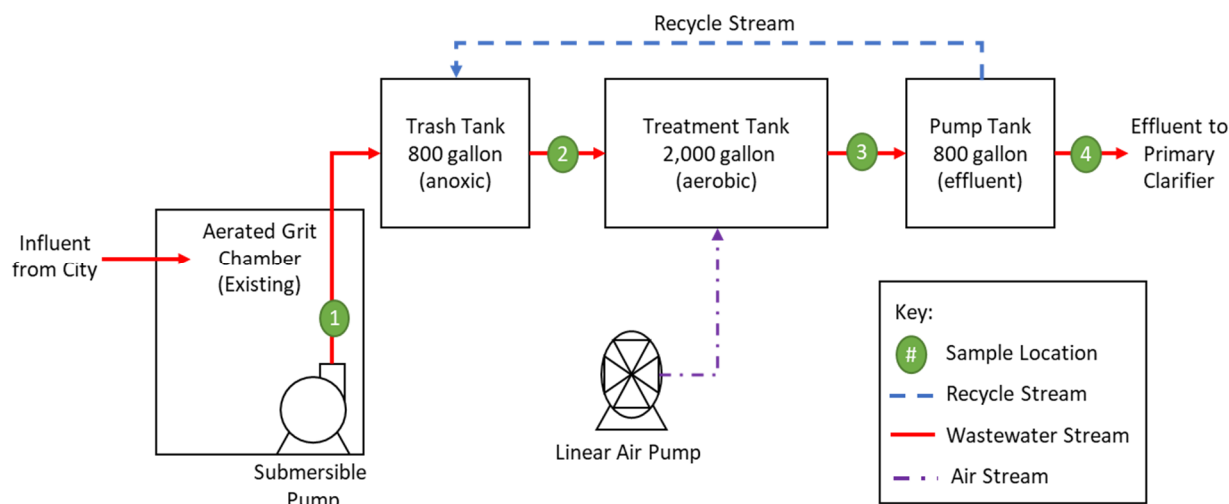 Recycle Stream
Trash Tank
800 gallon
(anoxic)
2
Treatment Tank
2,000 gallon
(aerobic)
3
Pump Tank
800 gallon
(effluent)
4
Effluent to
Primary
Clarifier
Influent
from City
Aerated Grit
Chamber
(Existing)
1
Submersible
Pump
Linear Air Pump
Key:
# Sample Location
Recycle Stream
Wastewater Stream
Air Stream